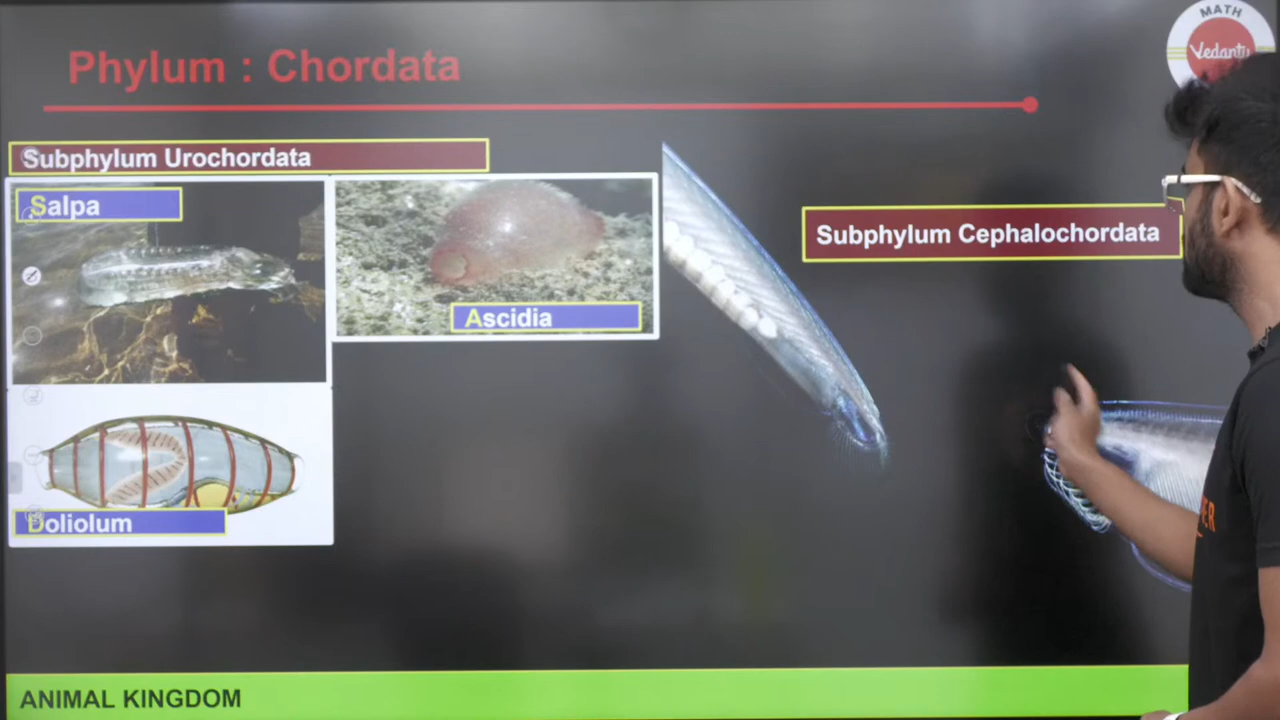 Phylum : Chordata
MATH
Vedantu
Subphylum Urochordata
Salpa
Ascidia
Subphylum Cephalochordata
Doliolum
ANIMAL KINGDOM